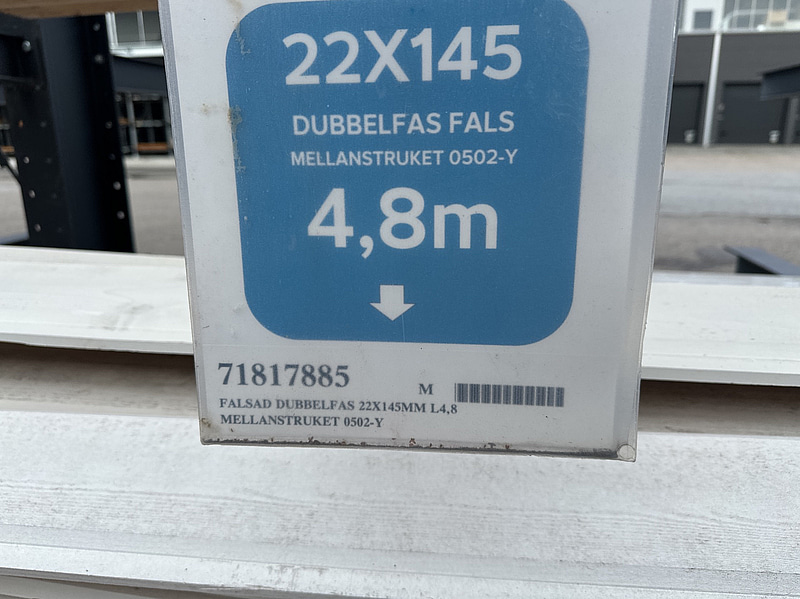 22X145
DUBBELFAS FALS
MELLANSTRUKET 0502-Y
4,8m
71817885 M
FALSAD DUBBELFAS 22X145MM L4,8
MELLANSTRUKET 0502-Y